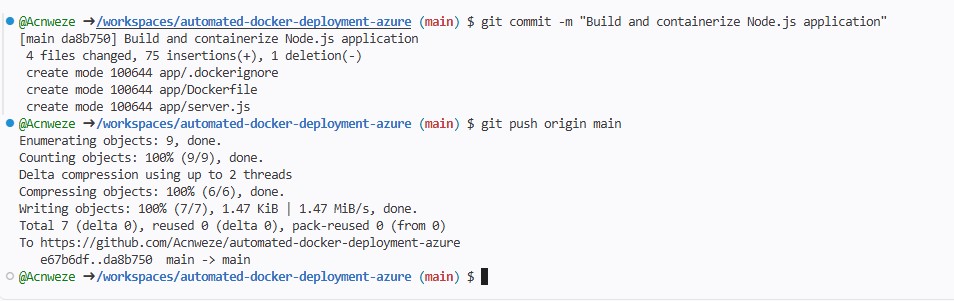 @Acnweze ➜/workspaces/automated-docker-deployment-azure (main) $ git commit -m "Build and containerize Node.js application"
[main da8b750] Build and containerize Node.js application
 4 files changed, 75 insertions(+), 1 deletion(-)
 create mode 100644 app/.dockerignore
 create mode 100644 app/Dockerfile
 create mode 100644 app/server.js
@Acnweze ➜/workspaces/automated-docker-deployment-azure (main) $ git push origin main
Enumerating objects: 9, done.
Counting objects: 100% (9/9), done.
Delta compression using up to 2 threads
Compressing objects: 100% (6/6), done.
Writing objects: 100% (7/7), 1.47 KiB | 1.47 MiB/s, done.
Total 7 (delta 0), reused 0 (delta 0), pack-reused 0 (from 0)
To https://github.com/Acnweze/automated-docker-deployment-azure
   e67b6df..da8b750  main -> main
@Acnweze ➜/workspaces/automated-docker-deployment-azure (main) $